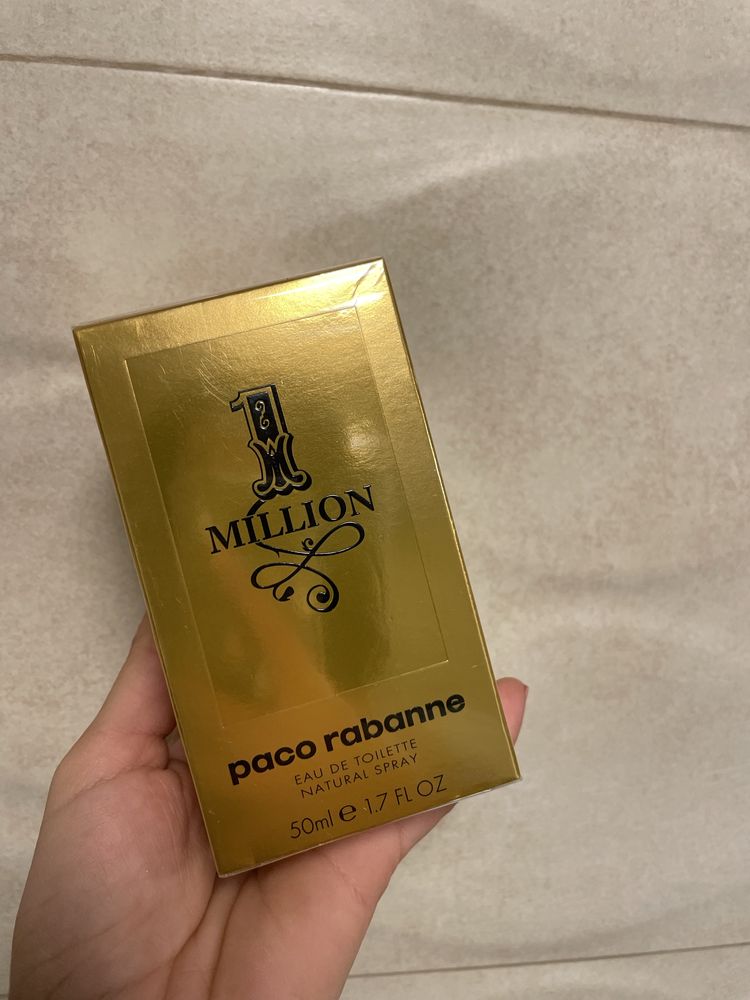 1
MILLION
paco rabanne
EAU DE TOILETTE
NATURAL SPRAY
50ml e 1.7 FL OZ